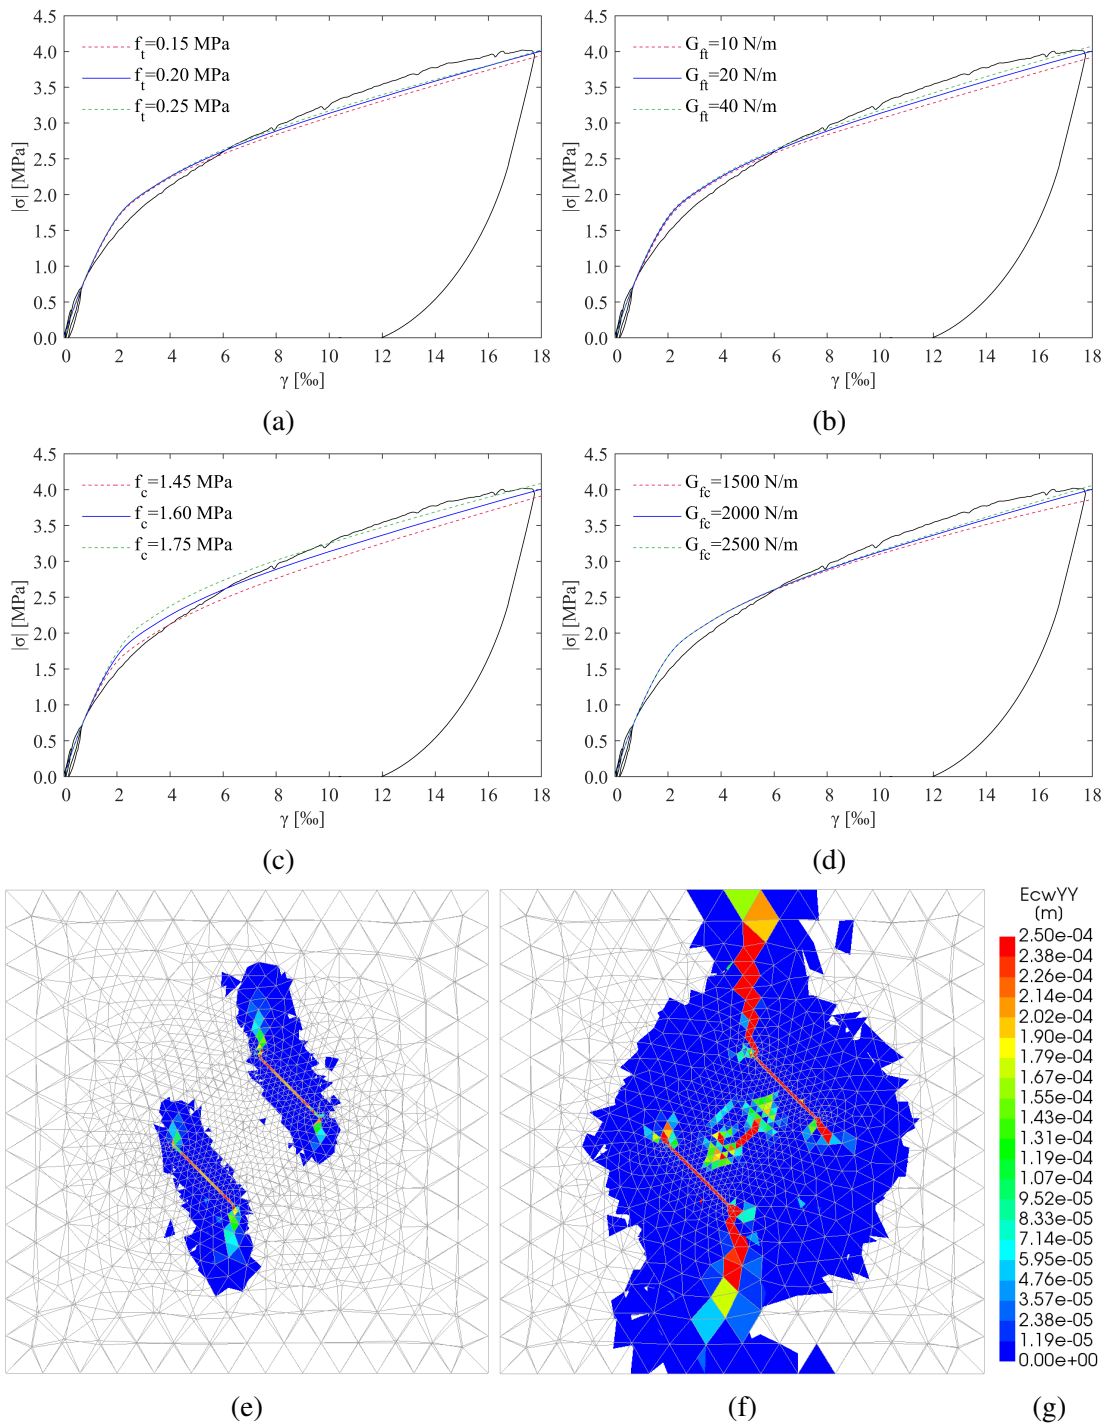 4.5
4.0
3.5
3.0
2.5
2.0
1.5
1.0
0.5
0.0
|σ| [MPa]
f_t=0.15 MPa
f_t=0.20 MPa
f_t=0.25 MPa
0 2 4 6 8 10 12 14 16 18
γ [‰]
(a)
4.5
4.0
3.5
3.0
2.5
2.0
1.5
1.0
0.5
0.0
|σ| [MPa]
G_ft=10 N/m
G_ft=20 N/m
G_ft=40 N/m
0 2 4 6 8 10 12 14 16 18
γ [‰]
(b)
4.5
4.0
3.5
3.0
2.5
2.0
1.5
1.0
0.5
0.0
|σ| [MPa]
f_c=1.45 MPa
f_c=1.60 MPa
f_c=1.75 MPa
0 2 4 6 8 10 12 14 16 18
γ [‰]
(c)
4.5
4.0
3.5
3.0
2.5
2.0
1.5
1.0
0.5
0.0
|σ| [MPa]
G_fc=1500 N/m
G_fc=2000 N/m
G_fc=2500 N/m
0 2 4 6 8 10 12 14 16 18
γ [‰]
(d)
EcwYY
(m)
2.50e-04
2.38e-04
2.26e-04
2.14e-04
2.02e-04
1.90e-04
1.79e-04
1.67e-04
1.55e-04
1.43e-04
1.31e-04
1.19e-04
1.07e-04
9.52e-05
8.33e-05
7.14e-05
5.95e-05
4.76e-05
3.57e-05
2.38e-05
1.19e-05
0.00e+00
(e)
(f)
(g)